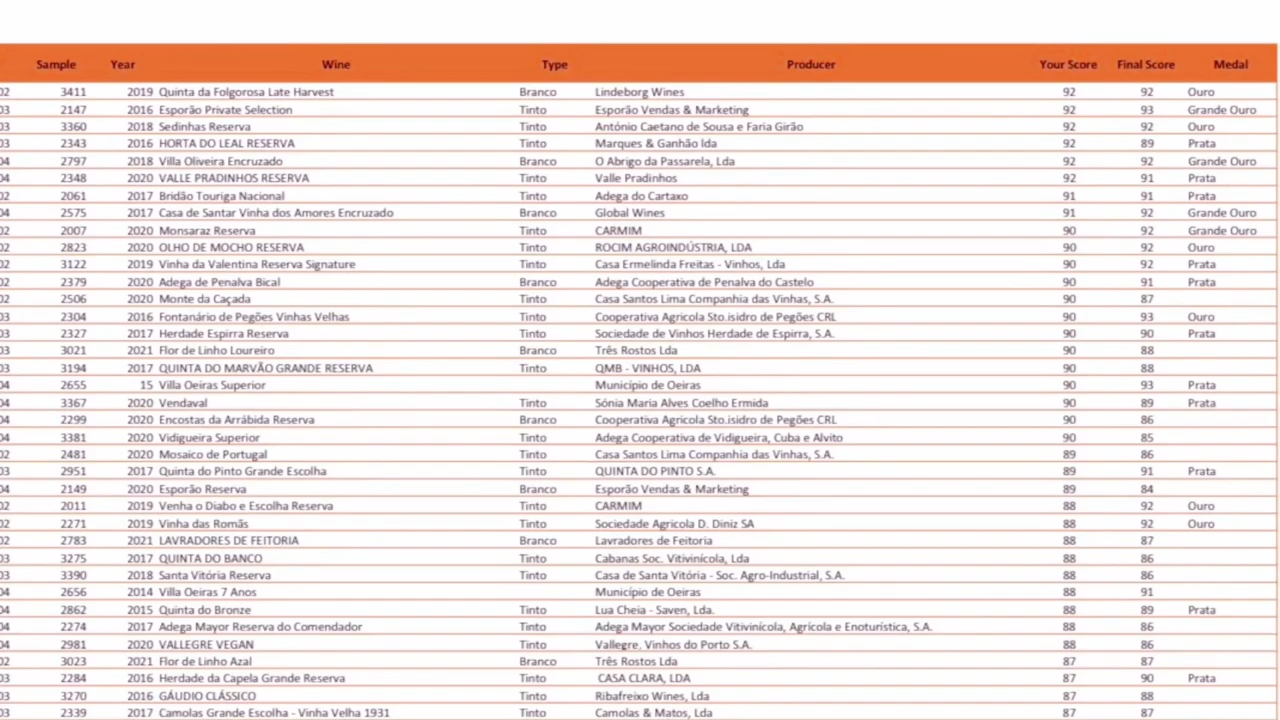 Sample Year Wine Type Producer Your Score Final Score Medal
02 3411 2019 Quinta da Folgorosa Late Harvest Branco Lindeborg Wines 92 92 Ouro
03 2147 2016 Esporão Private Selection Tinto Esporão Vendas & Marketing 92 93 Grande Ouro
03 3360 2018 Sedinhas Reserva Tinto António Caetano de Sousa e Faria Girão 92 92 Ouro
03 2343 2016 HORTA DO LEAL RESERVA Tinto Marques & Ganhão lda 92 89 Prata
04 2797 2018 Villa Oliveira Encruzado Branco O Abrigo da Passarela, Lda 92 92 Grande Ouro
04 2348 2020 VALLE PRADINHOS RESERVA Tinto Valle Pradinhos 92 91 Prata
02 2061 2017 Bridão Touriga Nacional Tinto Adega do Cartaxo 91 91 Prata
04 2575 2017 Casa de Santar Vinha dos Amores Encruzado Branco Global Wines 91 92 Grande Ouro
02 2007 2020 Monsaraz Reserva Tinto CARMIM 90 92 Grande Ouro
02 2823 2020 OLHO DE MOCHO RESERVA Tinto ROCIM AGROINDÚSTRIA, LDA 90 92 Ouro
02 3122 2019 Vinha da Valentina Reserva Signature Tinto Casa Ermelinda Freitas - Vinhos, Lda 90 92 Prata
02 2379 2020 Adega de Penalva Bical Branco Adega Cooperativa de Penalva do Castelo 90 91 Prata
02 2506 2020 Monte da Caçada Tinto Casa Santos Lima Companhia das Vinhas, S.A. 90 87
03 2304 2016 Fontanário de Pegões Vinhas Velhas Tinto Cooperativa Agricola Sto.isidro de Pegões CRL 90 93 Ouro
03 2327 2017 Herdade Espirra Reserva Tinto Sociedade de Vinhos Herdade de Espirra, S.A. 90 90 Prata
03 3021 2021 Flor de Linho Loureiro Branco Três Rostos Lda 90 88
03 3194 2017 QUINTA DO MARVÃO GRANDE RESERVA Tinto QMB - VINHOS, LDA 90 88
04 2655 15 Villa Oeiras Superior Município de Oeiras 90 93 Prata
04 3367 2020 Vendaval Tinto Sónia Maria Alves Coelho Ermida 90 89 Prata
04 2299 2020 Encostas da Arrábida Reserva Branco Cooperativa Agricola Sto.isidro de Pegões CRL 90 86
04 3381 2020 Vidigueira Superior Tinto Adega Cooperativa de Vidigueira, Cuba e Alvito 90 85
02 2481 2020 Mosaico de Portugal Tinto Casa Santos Lima Companhia das Vinhas, S.A. 89 86
03 2951 2017 Quinta do Pinto Grande Escolha Tinto QUINTA DO PINTO S.A. 89 91 Prata
04 2149 2020 Esporão Reserva Branco Esporão Vendas & Marketing 89 84
02 2011 2019 Venha o Diabo e Escolha Reserva Tinto CARMIM 88 92 Ouro
02 2271 2019 Vinha das Romãs Tinto Sociedade Agricola D. Diniz SA 88 92 Ouro
02 2783 2021 LAVRADORES DE FEITORIA Branco Lavradores de Feitoria 88 87
03 3275 2017 QUINTA DO BANCO Tinto Cabanas Soc. Vitivinícola, Lda 88 86
03 3390 2018 Santa Vitória Reserva Tinto Casa de Santa Vitória - Soc. Agro-Industrial, S.A. 88 86
04 2656 2014 Villa Oeiras 7 Anos Município de Oeiras 88 91
04 2862 2015 Quinta do Bronze Tinto Lua Cheia - Saven, Lda. 88 89 Prata
04 2274 2017 Adega Mayor Reserva do Comendador Tinto Adega Mayor Sociedade Vitivinícola, Agrícola e Enoturística, S.A. 88 86
04 2981 2020 VALLEGRE VEGAN Tinto Vallegre, Vinhos do Porto S.A. 88 86
02 3023 2021 Flor de Linho Azal Branco Três Rostos Lda 87 87
03 2284 2016 Herdade da Capela Grande Reserva Tinto CASA CLARA, LDA 87 90 Prata
03 3270 2016 GÁUDIO CLÁSSICO Tinto Ribafreixo Wines, Lda 87 88
03 2339 2017 Camolas Grande Escolha - Vinha Velha 1931 Tinto Camolas & Matos, Lda 87 87